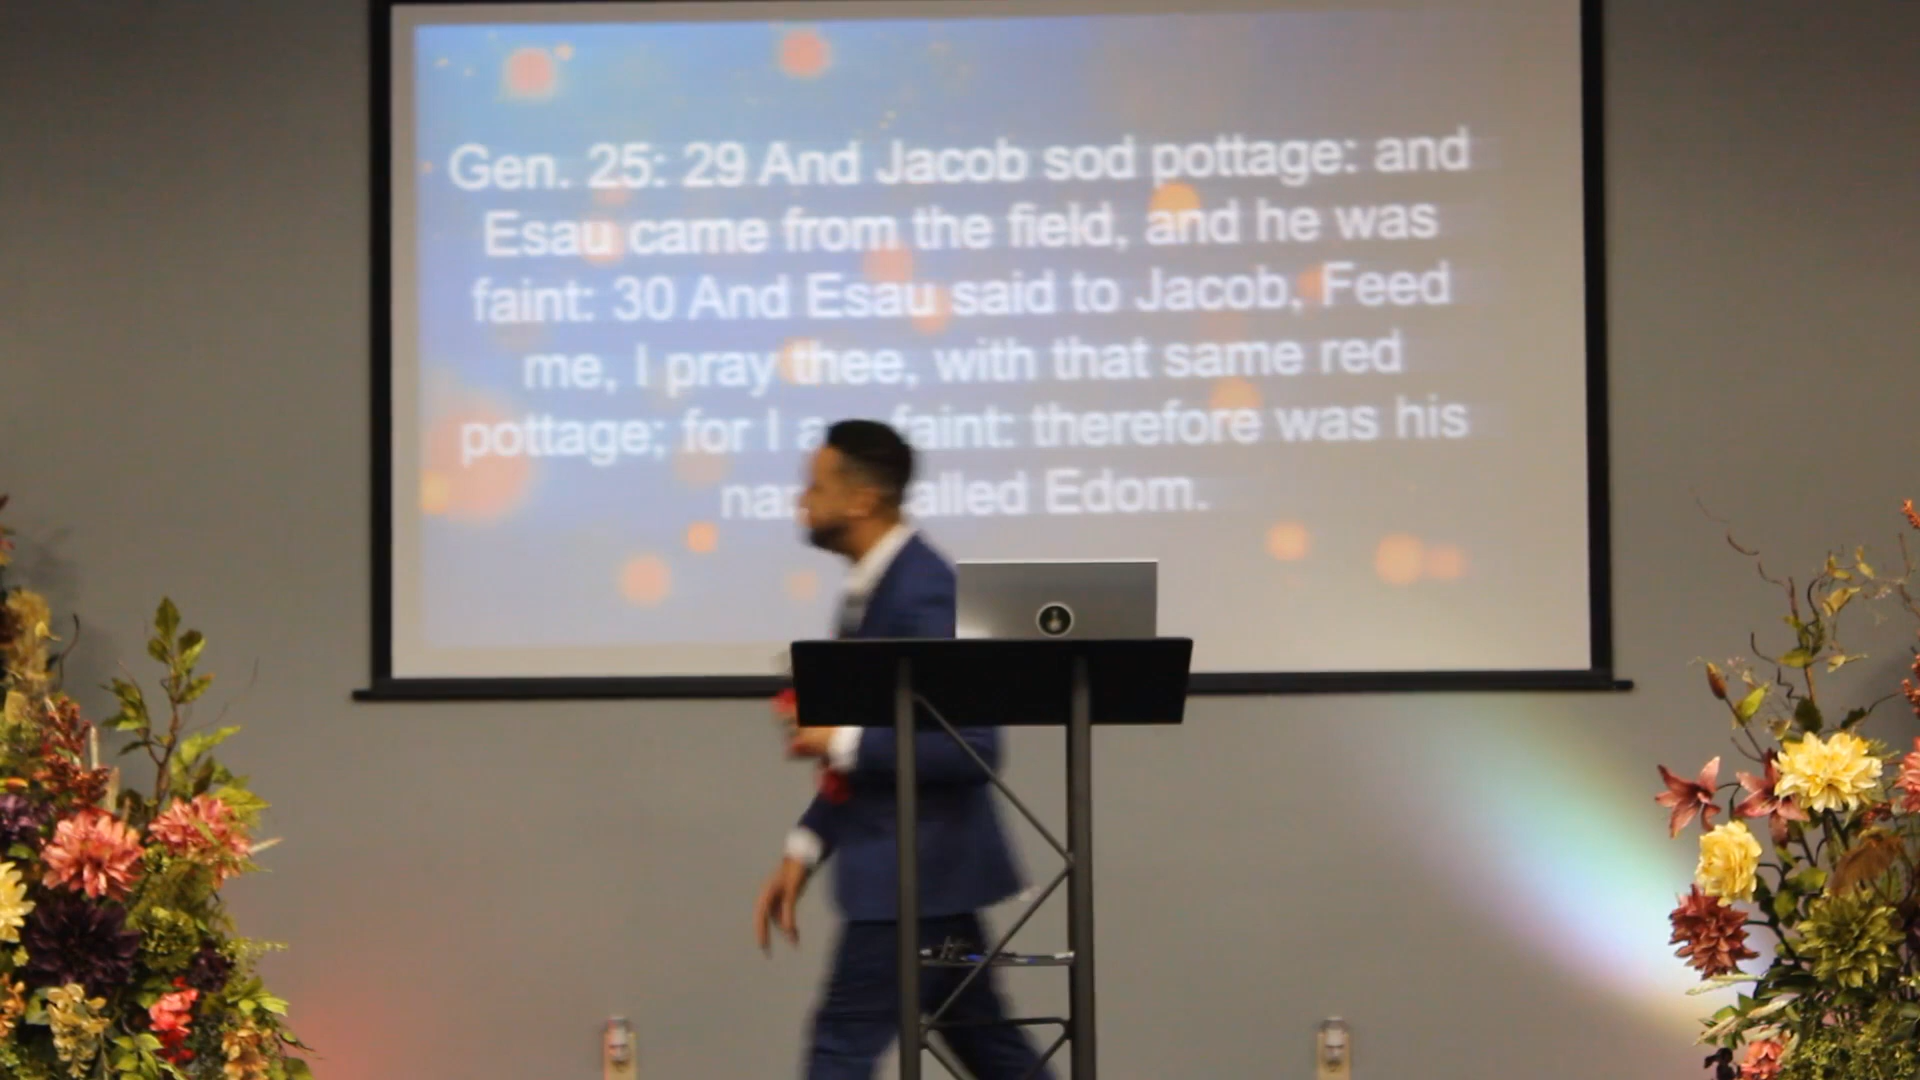 Gen. 25: 29 And Jacob sod pottage: and
Esau came from the field, and he was
faint: 30 And Esau said to Jacob, Feed
me, I pray thee, with that same red
pottage; for I faint: therefore was his
Edom.